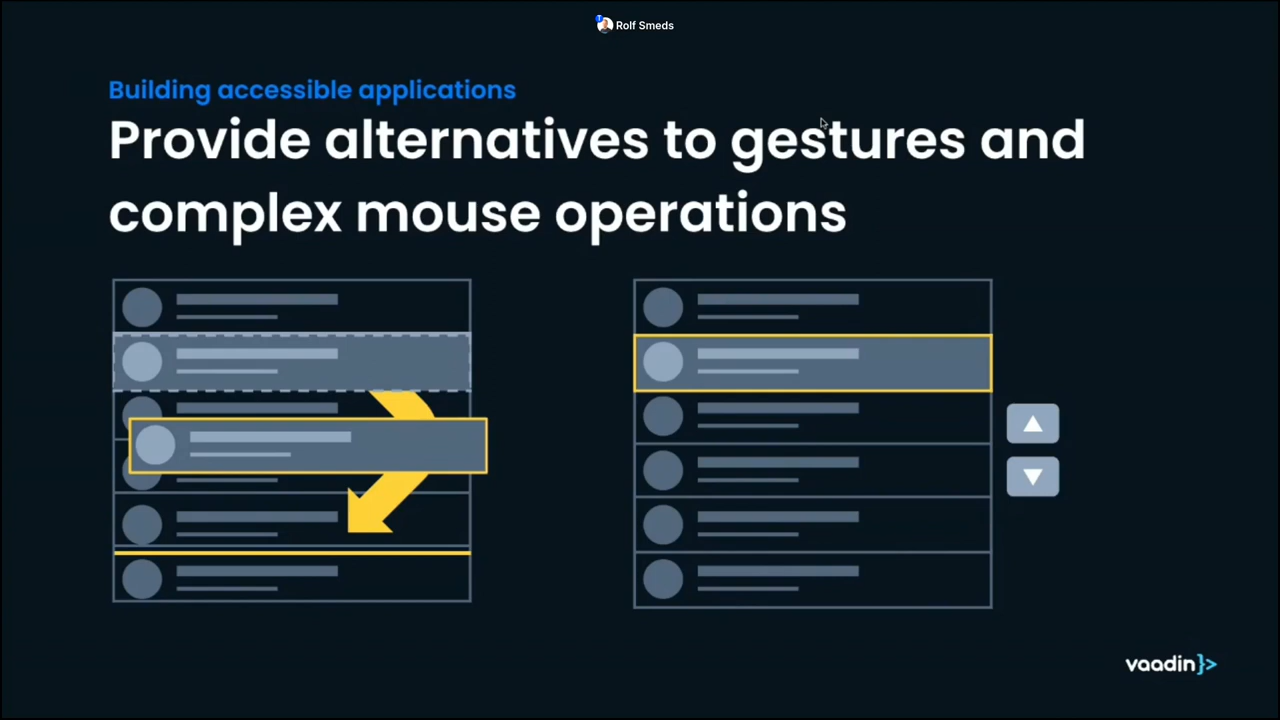 Rolf Smeds
Building accessible applications
Provide alternatives to gestures and
complex mouse operations
vaadin}>